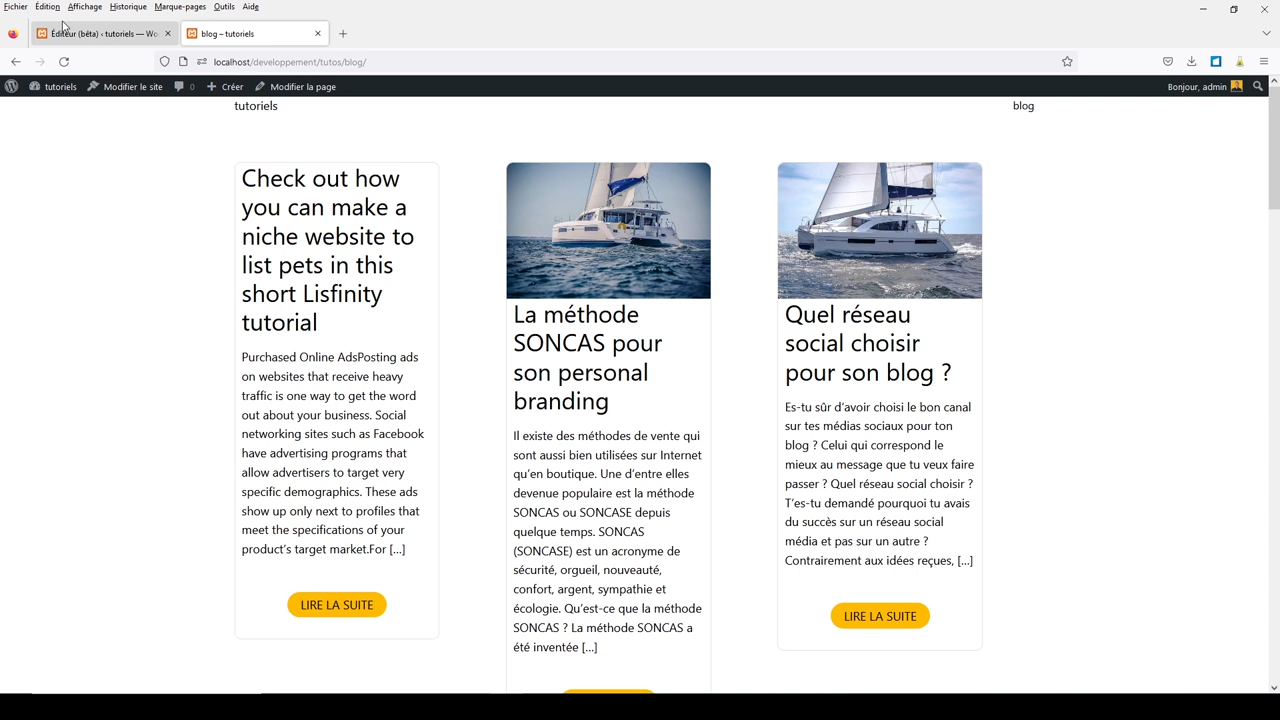 Fichier Édition Affichage Historique Marque-pages Outils Aide
Éditeur (bêta) ‹ tutoriels — Wo
blog – tutoriels
localhost/developpement/tutos/blog/
tutoriels Modifier le site 0 Créer Modifier la page Bonjour, admin
tutoriels
blog
Check out how
you can make a
niche website to
list pets in this
short Lisfinity
tutorial
Purchased Online AdsPosting ads
on websites that receive heavy
traffic is one way to get the word
out about your business. Social
networking sites such as Facebook
have advertising programs that
allow advertisers to target very
specific demographics. These ads
show up only next to profiles that
meet the specifications of your
product's target market.For […]
LIRE LA SUITE
La méthode
SONCAS pour
son personal
branding
Il existe des méthodes de vente qui
sont aussi bien utilisées sur Internet
qu'en boutique. Une d'entre elles
devenue populaire est la méthode
SONCAS ou SONCASE depuis
quelque temps. SONCAS
(SONCASE) est un acronyme de
sécurité, orgueil, nouveauté,
confort, argent, sympathie et
écologie. Qu'est-ce que la méthode
SONCAS ? La méthode SONCAS a
été inventée […]
Quel réseau
social choisir
pour son blog ?
Es-tu sûr d'avoir choisi le bon canal
sur tes médias sociaux pour ton
blog ? Celui qui correspond le
mieux au message que tu veux faire
passer ? Quel réseau social choisir ?
T'es-tu demandé pourquoi tu avais
du succès sur un réseau social
média et pas sur un autre ?
Contrairement aux idées reçues, […]
LIRE LA SUITE